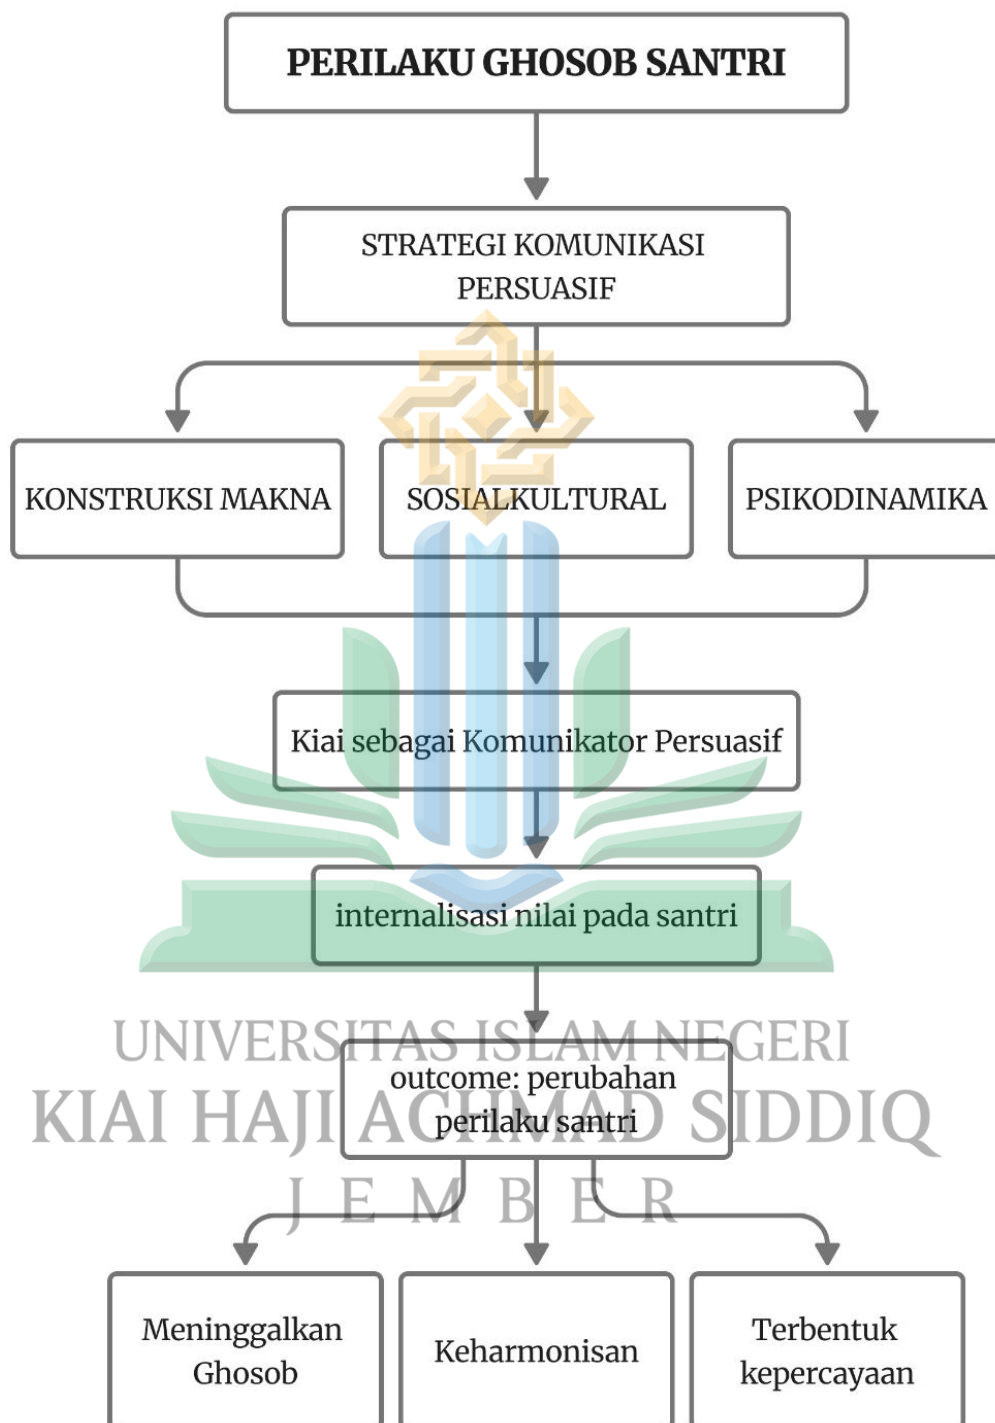 PERILAKU GHOSOB SANTRI
STRATEGI KOMUNIKASI
PERSUASIF
KONSTRUKSI MAKNA
SOSIALKULTURAL
PSIKODINAMIKA
Kiai sebagai Komunikator Persuasif
internalisasi nilai pada santri
UNIVERSITAS ISLAM NEGERI
outcome: perubahan
perilaku santri
KIAI HAJI ACHMAD SIDDIQ
JEMBER
Meninggalkan
Ghosob
Keharmonisan
Terbentuk
kepercayaan